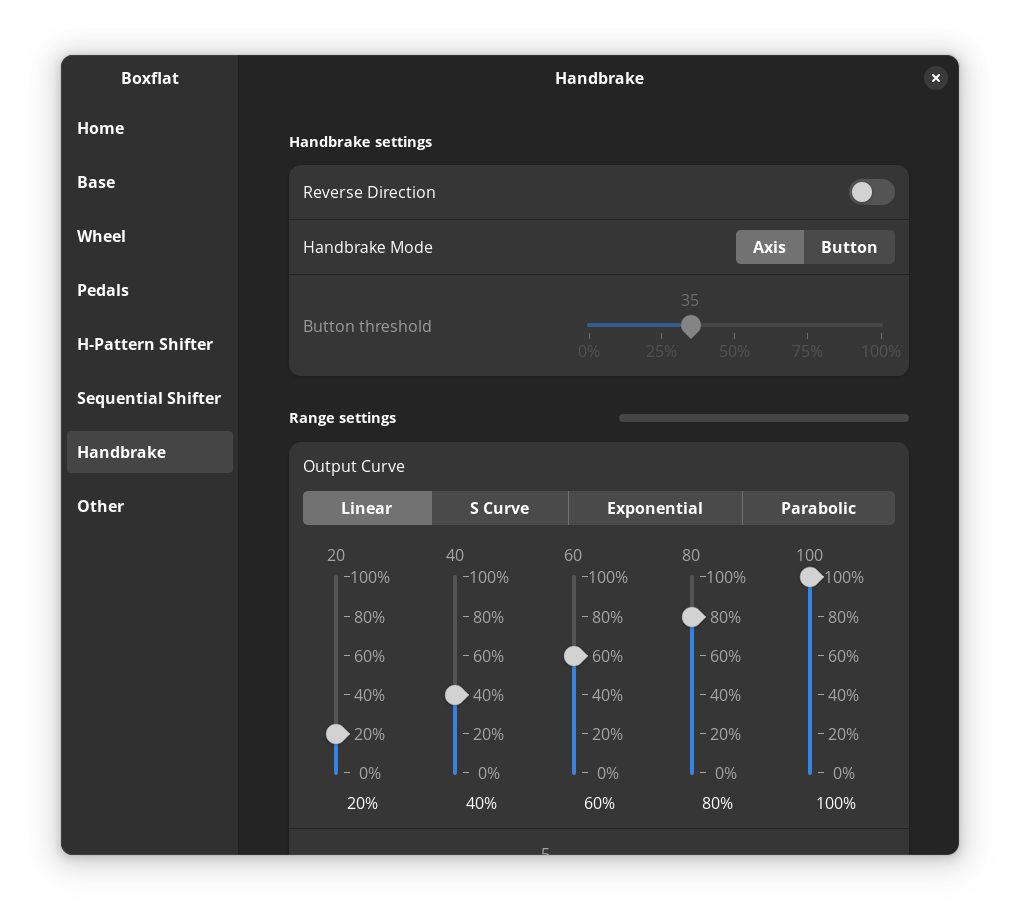 Boxflat
Handbrake
Home
Base
Wheel
Pedals
H-Pattern Shifter
Sequential Shifter
Handbrake
Other
Handbrake settings
Reverse Direction
Handbrake Mode
Axis Button
35
Button threshold
0% 25% 50% 75% 100%
Range settings
Output Curve
Linear S Curve Exponential Parabolic
20 40 60 80 100
100% 100% 100% 100% 100%
80% 80% 80% 80% 80%
60% 60% 60% 60% 60%
40% 40% 40% 40% 40%
20% 20% 20% 20% 20%
0% 0% 0% 0% 0%
20% 40% 60% 80% 100%
5